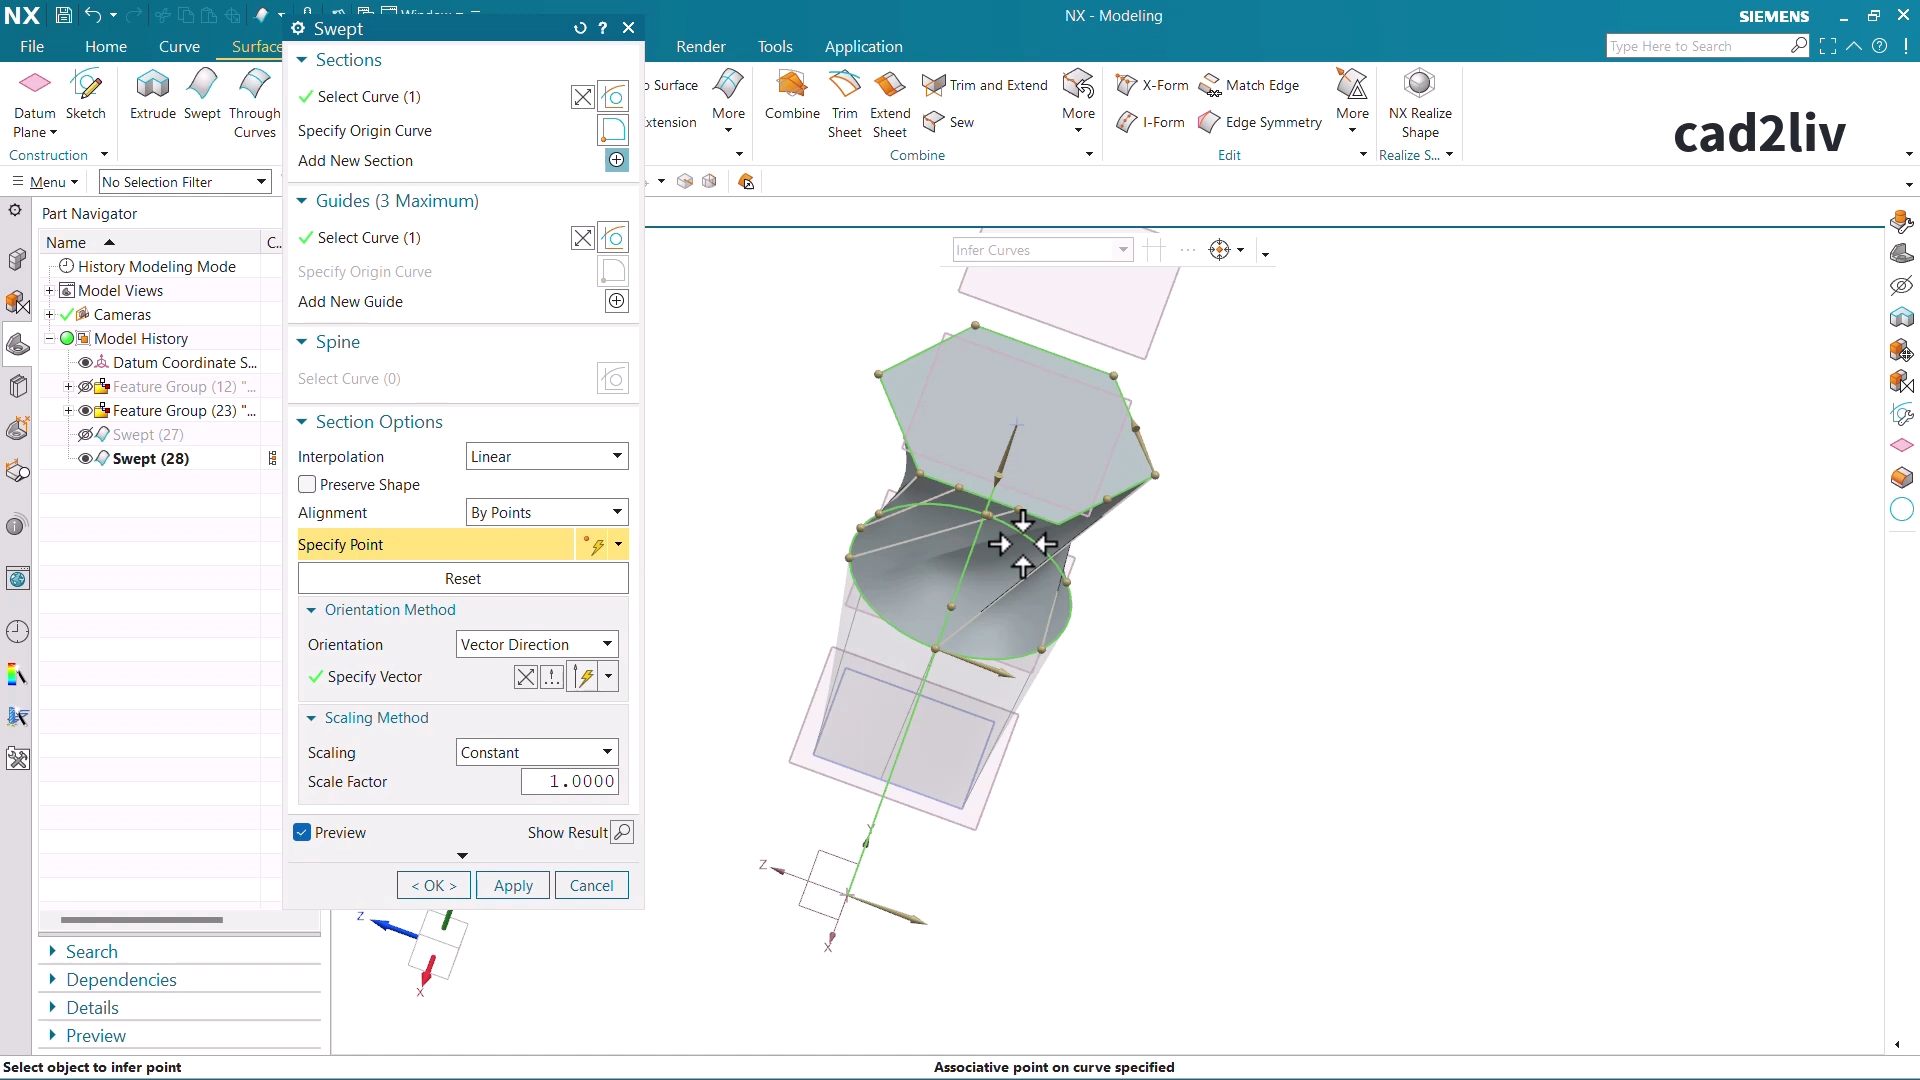 NX
Window
Swept
NX - Modeling
SIEMENS
File
Home
Curve
Surface
Render
Tools
Application
Type Here to Search
Datum
Plane
Sketch
Extrude
Swept
Through
Curves
Surface
More
Combine
Trim
Sheet
Extend
Sheet
Trim and Extend
Sew
More
X-Form
I-Form
Match Edge
Edge Symmetry
More
NX Realize
Shape
Construction
Combine
Edit
Realize S...
cad2liv
Menu
No Selection Filter
Part Navigator
Name
C..
History Modeling Mode
Model Views
Cameras
Model History
Datum Coordinate S...
Feature Group (12) "...
Feature Group (23) "...
Swept (27)
Swept (28)
Search
Dependencies
Details
Preview
Sections
Select Curve (1)
Specify Origin Curve
Add New Section
Guides (3 Maximum)
Select Curve (1)
Specify Origin Curve
Add New Guide
Spine
Select Curve (0)
Section Options
Interpolation
Linear
Preserve Shape
Alignment
By Points
Specify Point
Reset
Orientation Method
Orientation
Vector Direction
Specify Vector
Scaling Method
Scaling
Constant
Scale Factor
1.0000
Preview
Show Result
< OK >
Apply
Cancel
Infer Curves
Y
Z
X
Z
X
Select object to infer point
Associative point on curve specified